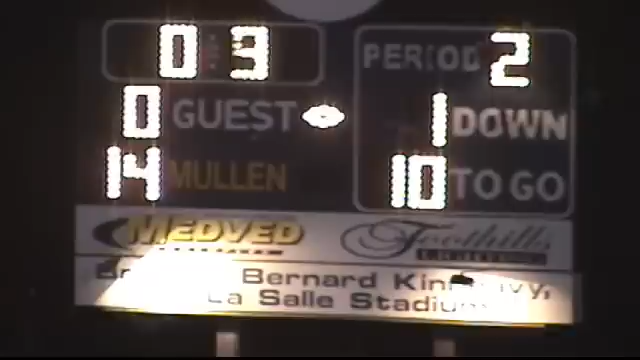 0:3 PERIOD 2
0 GUEST 1 DOWN
14 MULLEN 10 TO GO
MEDVED Foothills
Bernard
La Salle Stadium